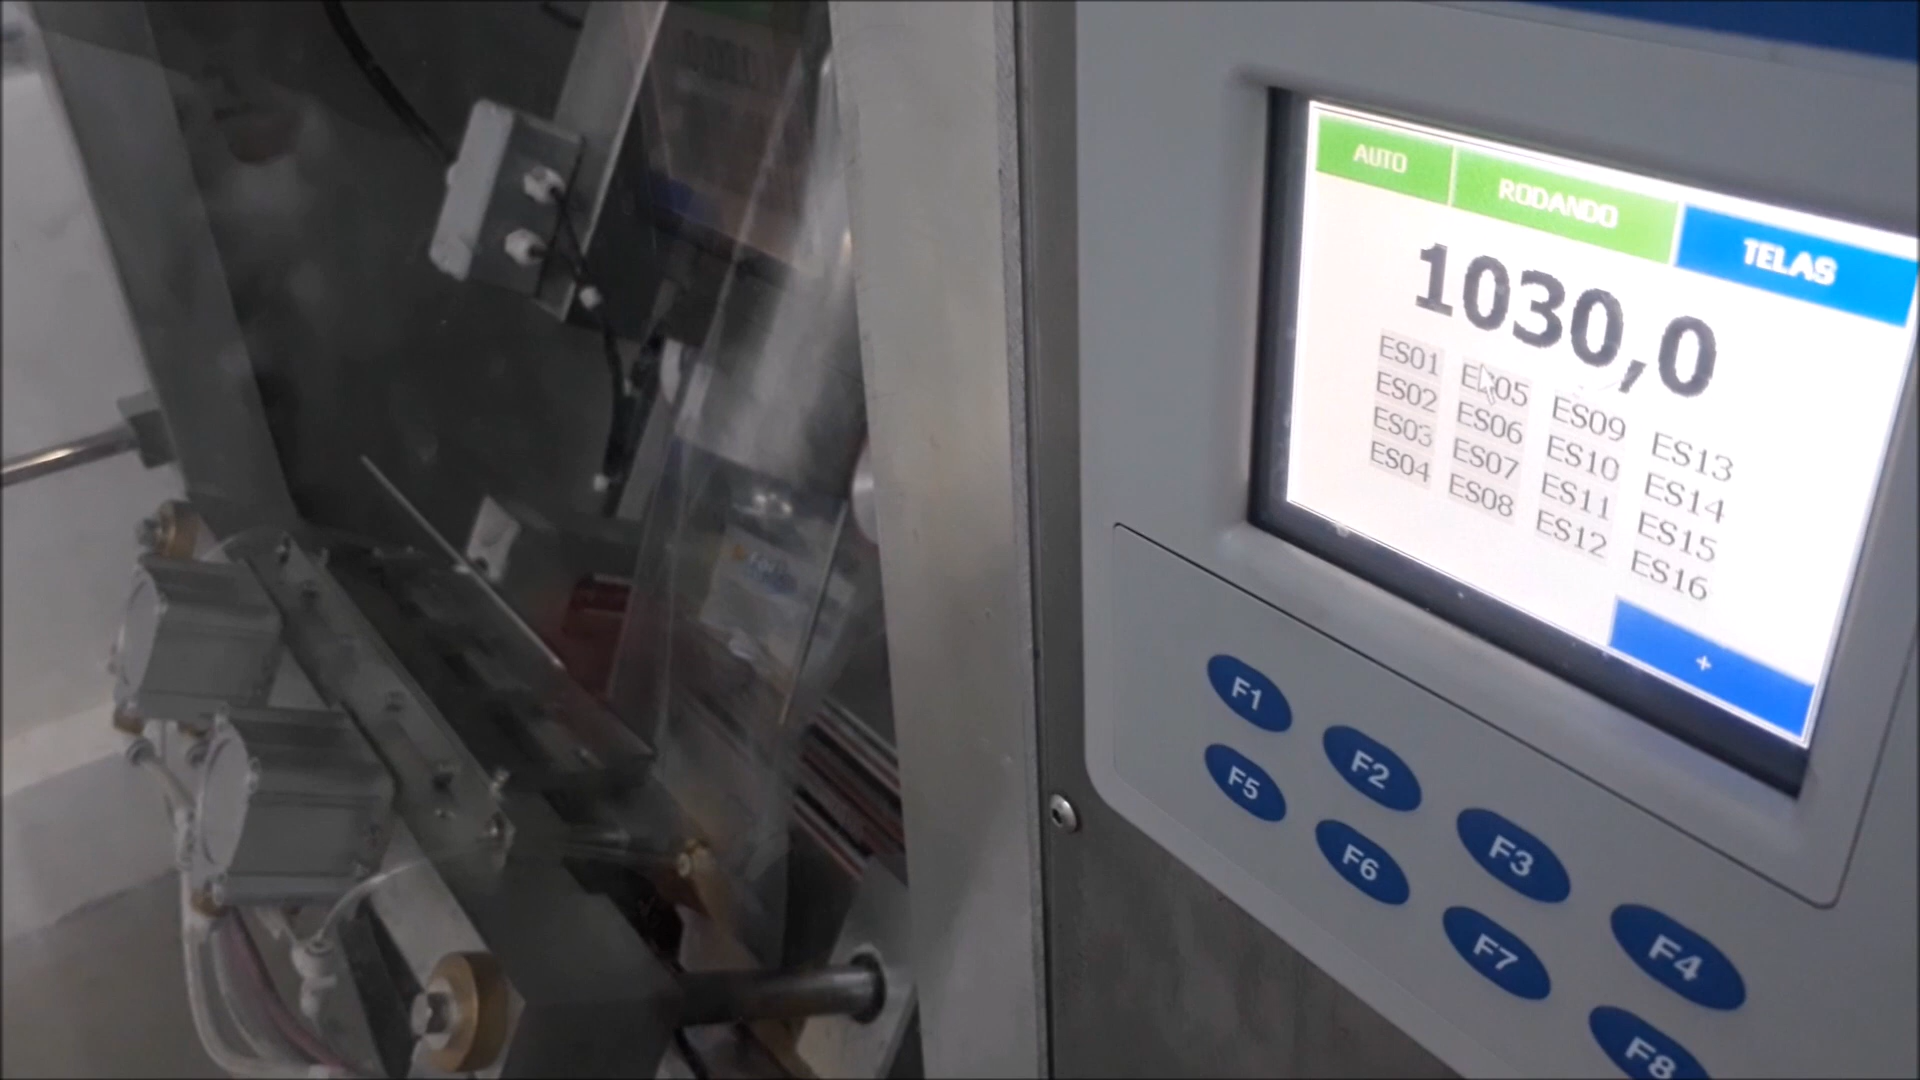 AUTO RODANDO TELAS
1030,0
ES01 ES05 ES09 ES13
ES02 ES06 ES10 ES14
ES03 ES07 ES11 ES15
ES04 ES08 ES12 ES16
+
F1 F2 F3 F4
F5 F6 F7 F8